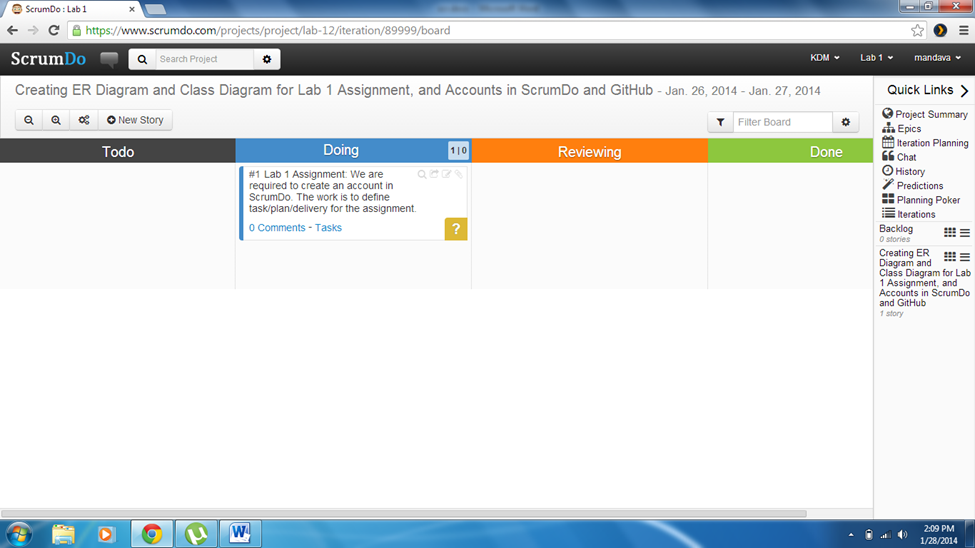 ScrumDo : Lab 1
https://www.scrumdo.com/projects/project/lab-12/iteration/89999/board
ScrumDo
Search Project
KDM
Lab 1
mandava
Creating ER Diagram and Class Diagram for Lab 1 Assignment, and Accounts in ScrumDo and GitHub - Jan. 26, 2014 - Jan. 27, 2014
New Story
Filter Board
Todo
Doing
1 | 0
Reviewing
Done
#1 Lab 1 Assignment: We are
required to create an account in
ScrumDo. The work is to define
task/plan/delivery for the assignment.
0 Comments - Tasks
?
Quick Links
Project Summary
Epics
Iteration Planning
Chat
History
Predictions
Planning Poker
Iterations
Backlog
0 stories
Creating ER
Diagram and
Class Diagram for Lab
1 Assignment, and
Accounts in ScrumDo
and GitHub
1 story
2:09 PM
1/28/2014